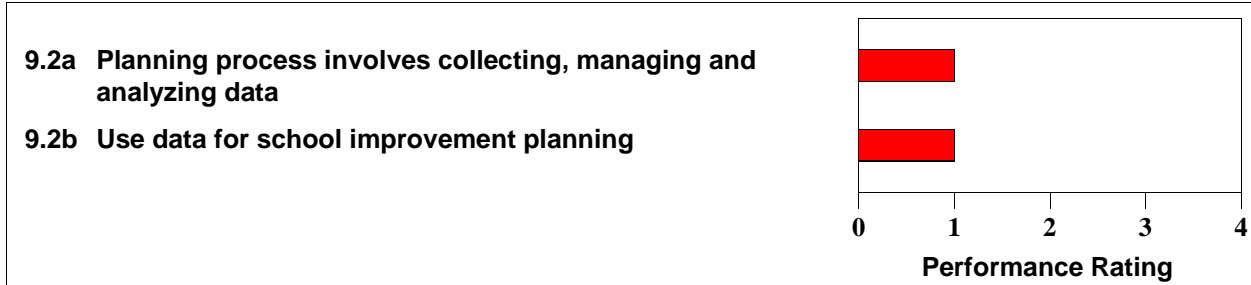 9.2a Planning process involves collecting, managing and
analyzing data
9.2b Use data for school improvement planning
0 1 2 3 4
Performance Rating